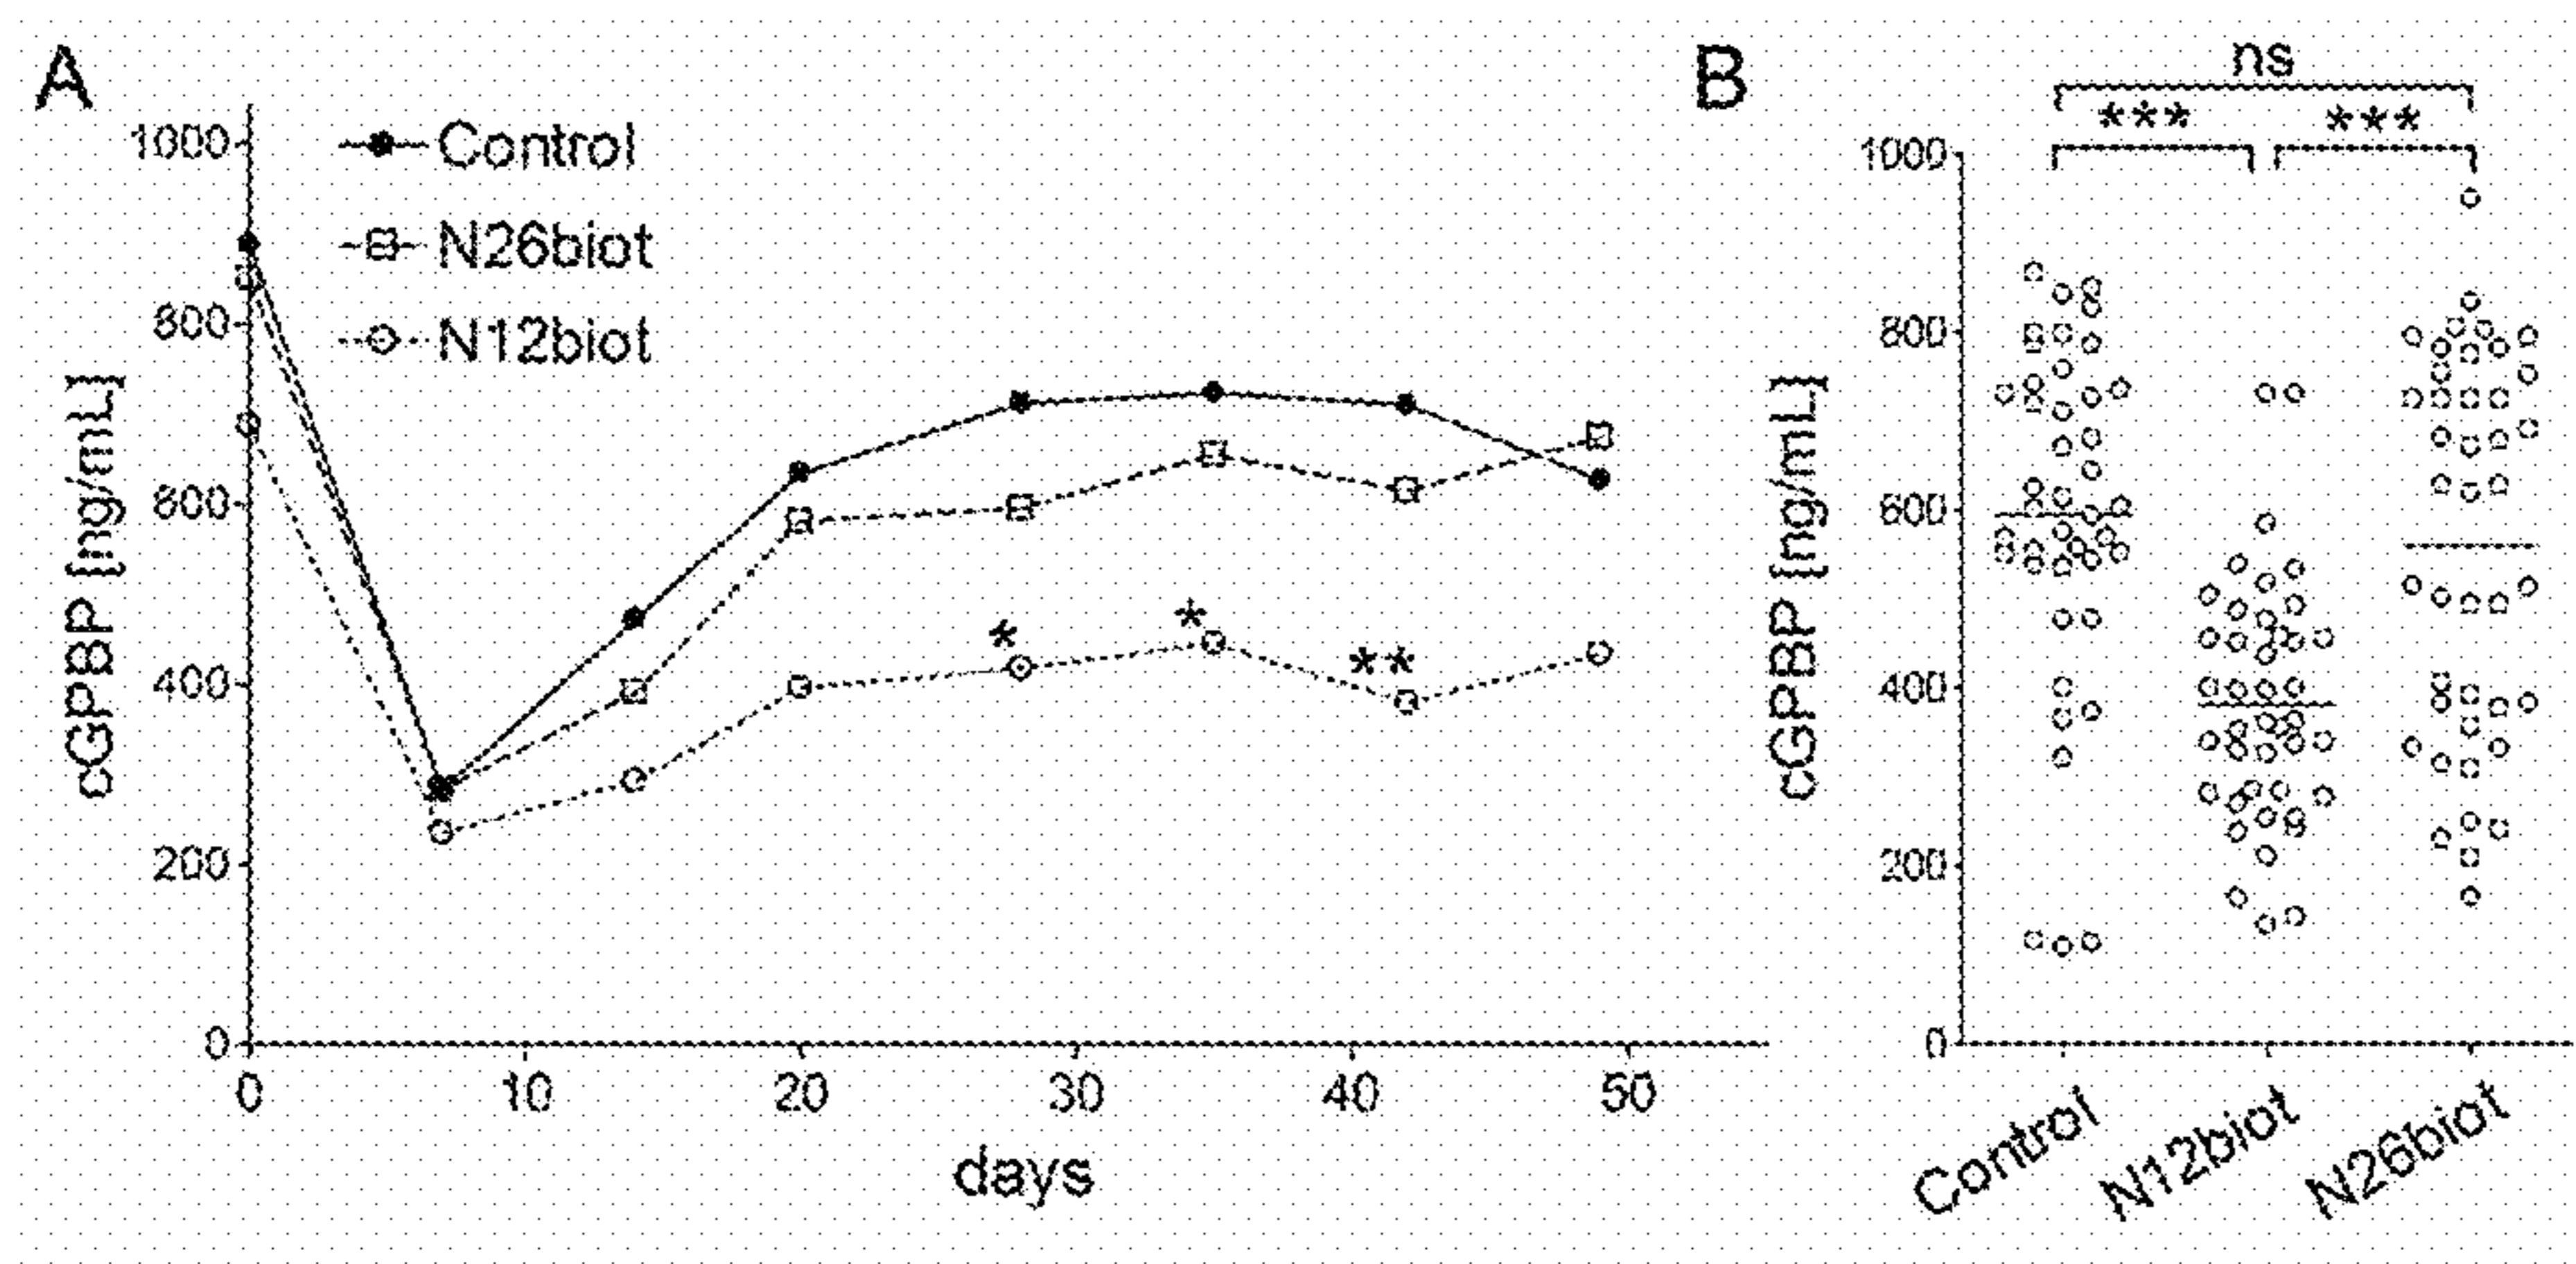 A
1000
800
600
400
200
0
cGPBP [ng/mL]
Control
N26biot
N12biot
*
*
**
0 10 20 30 40 50
days
B
ns
*** ***
1000
800
600
400
200
0
cGPBP [ng/mL]
Control
N12biot
N26biot